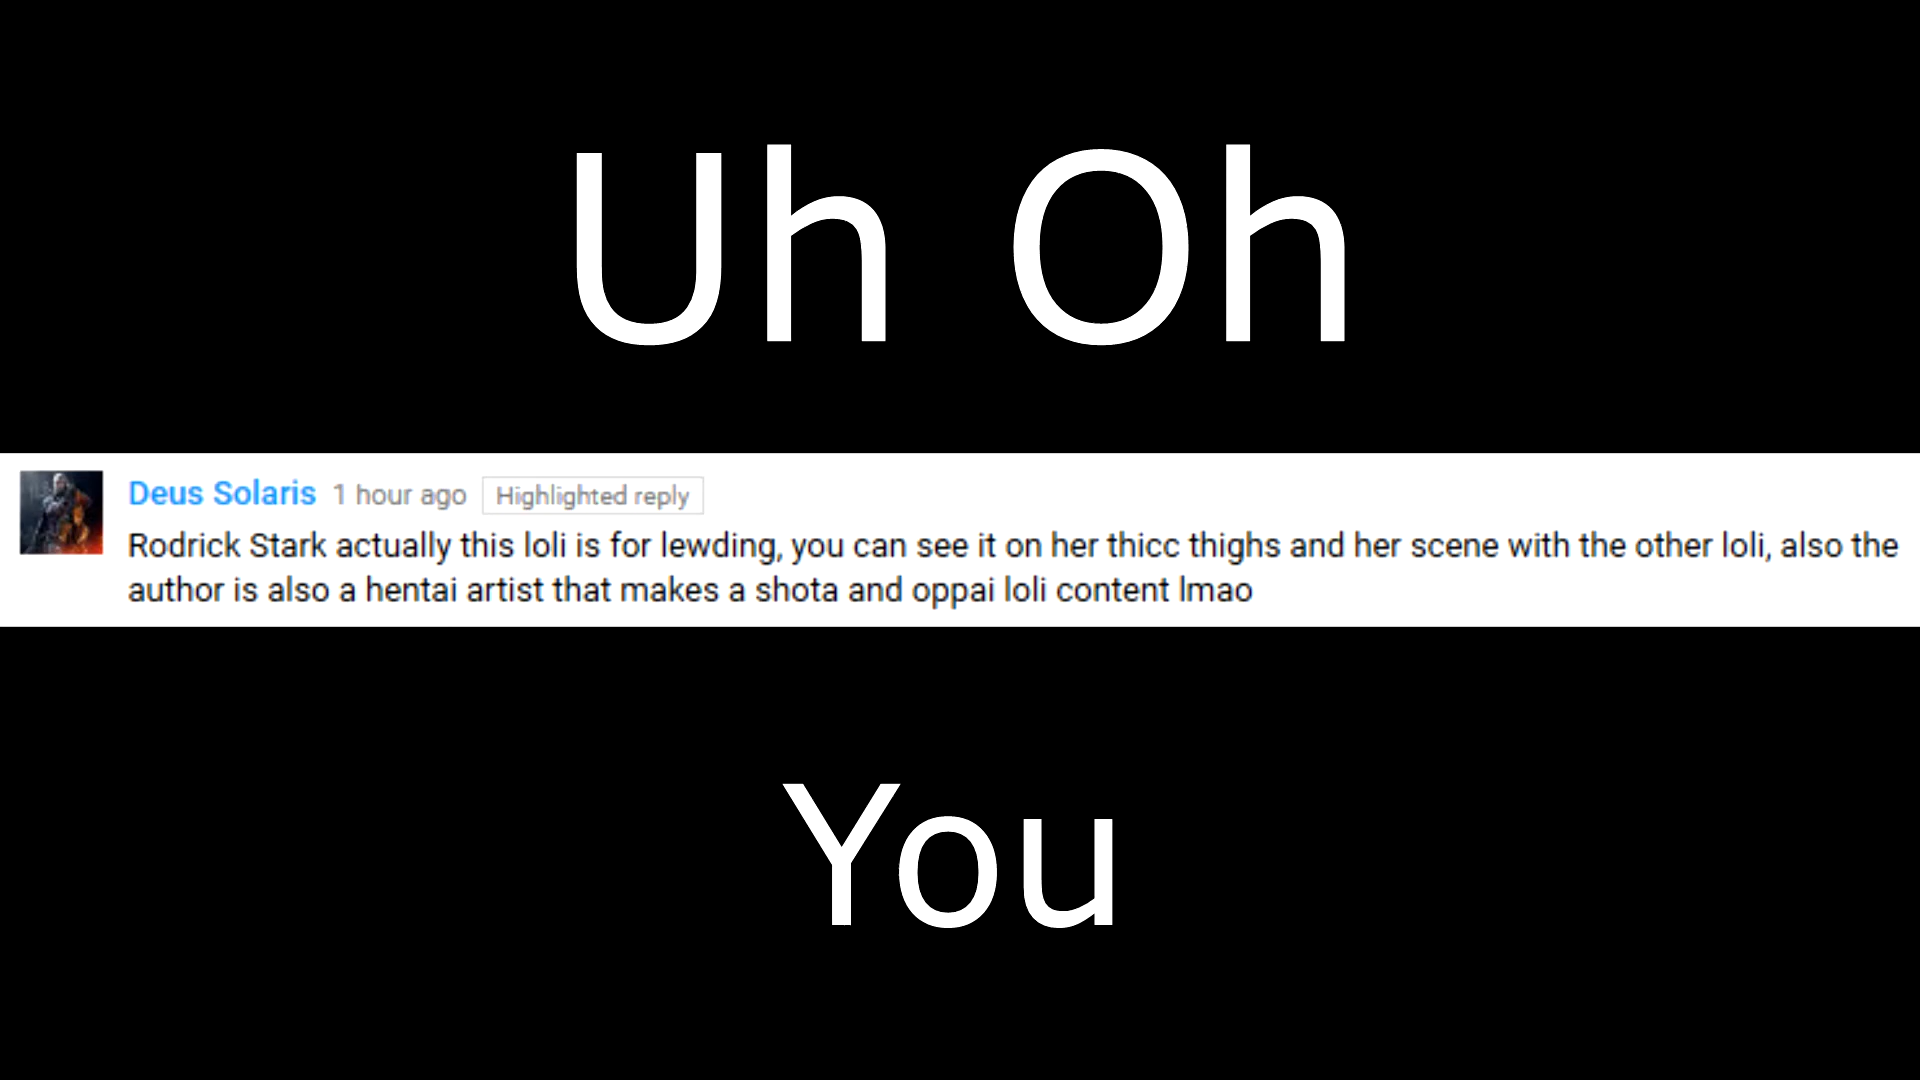 Uh Oh
Deus Solaris 1 hour ago Highlighted reply
Rodrick Stark actually this loli is for lewding, you can see it on her thicc thighs and her scene with the other loli, also the
author is also a hentai artist that makes a shota and oppai loli content lmao
You